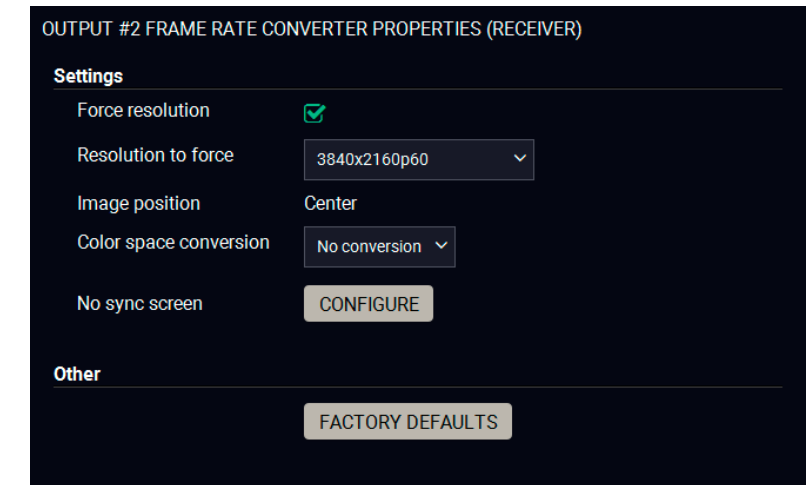 OUTPUT #2 FRAME RATE CONVERTER PROPERTIES (RECEIVER)
Settings
Force resolution
Resolution to force 3840x2160p60
Image position Center
Color space conversion No conversion
No sync screen CONFIGURE
Other
FACTORY DEFAULTS